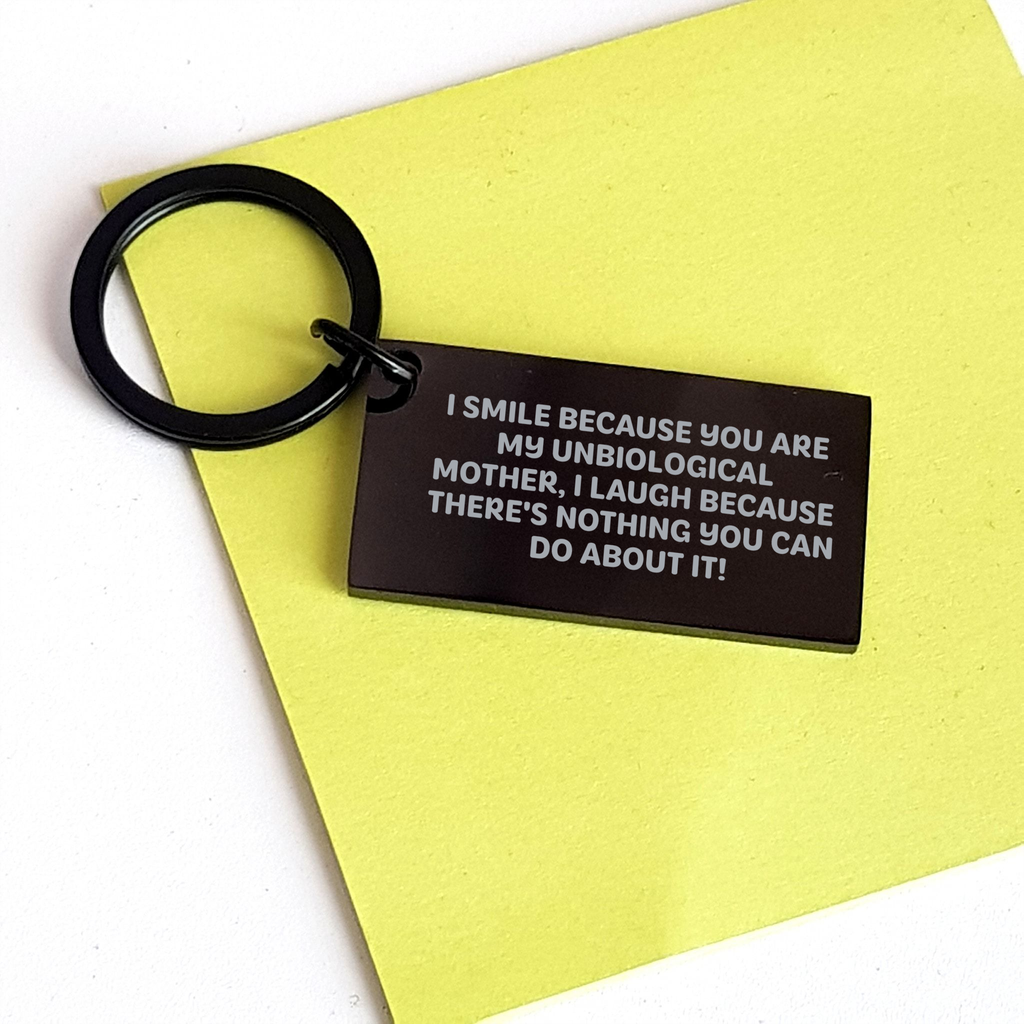 I SMILE BECAUSE YOU ARE
MY UNBIOLOGICAL
MOTHER, I LAUGH BECAUSE
THERE'S NOTHING YOU CAN
DO ABOUT IT!